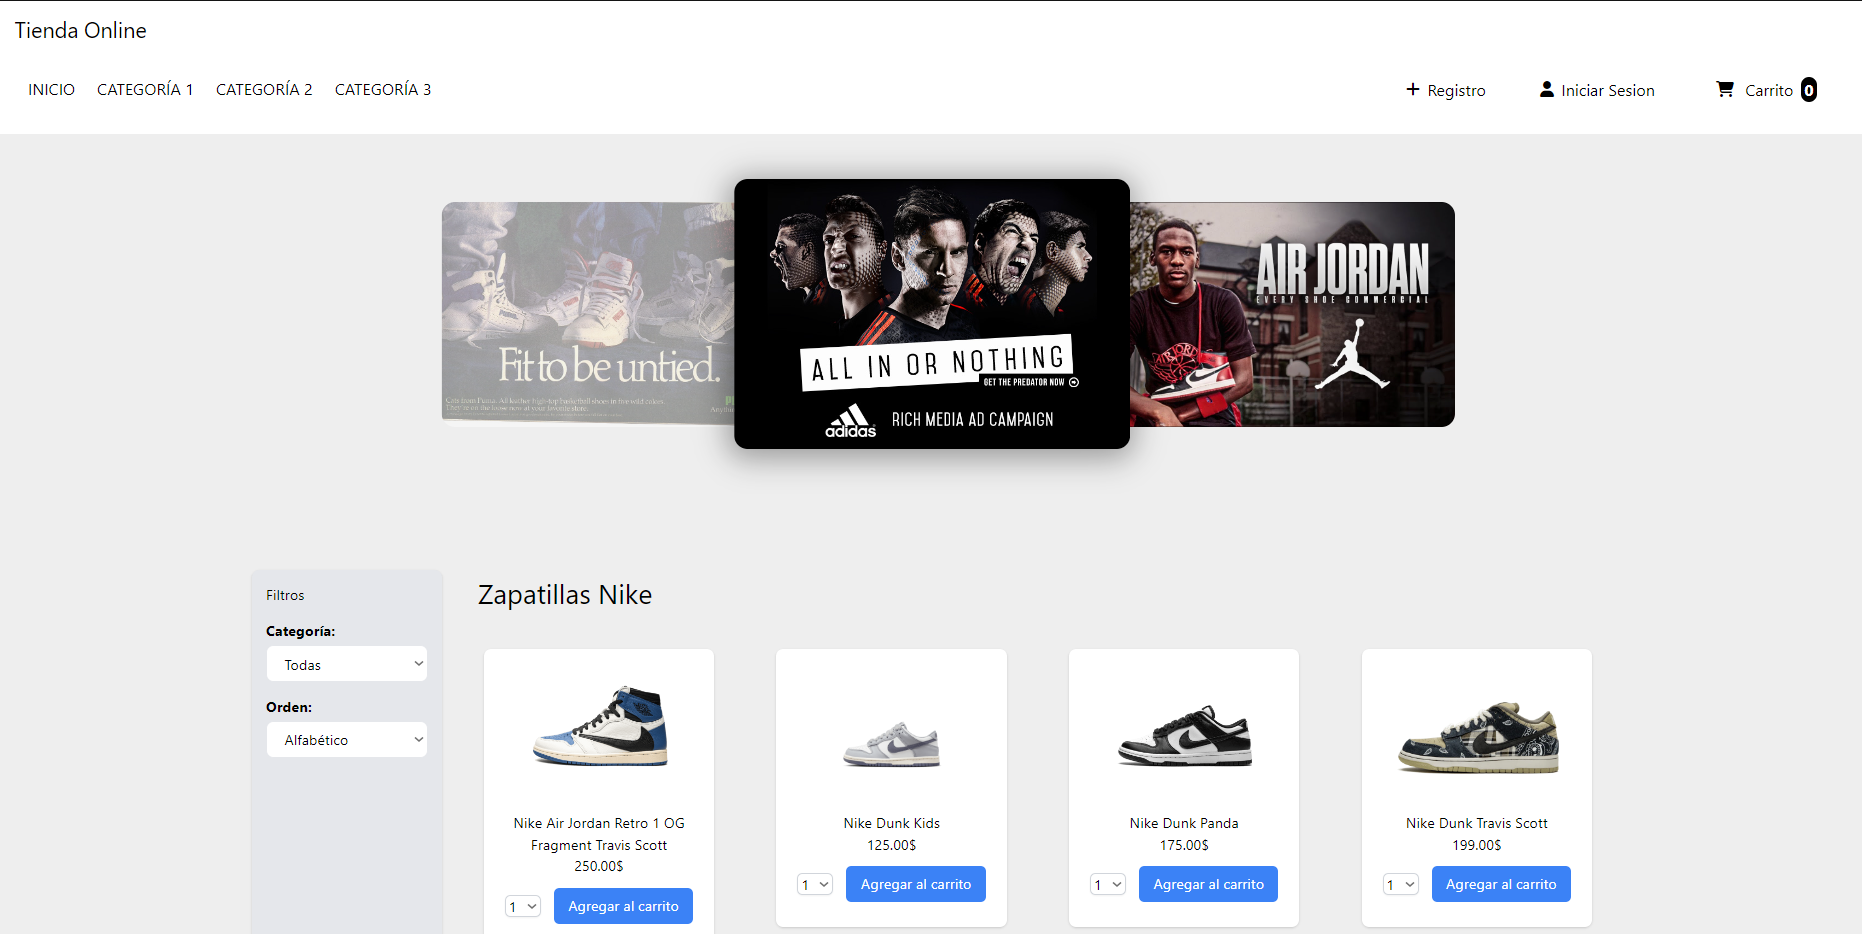 Tienda Online
INICIO CATEGORÍA 1 CATEGORÍA 2 CATEGORÍA 3
Registro Iniciar Sesion Carrito 0
Fit to be untied.
ALL IN OR NOTHING
GET THE PREDATOR NOW
adidas RICH MEDIA AD CAMPAIGN
AIR JORDAN
EVERY SHOE COMMERCIAL
Filtros
Categoría:
Todas
Orden:
Alfabético
Zapatillas Nike
Nike Air Jordan Retro 1 OG
Fragment Travis Scott
250.00$
1 Agregar al carrito
Nike Dunk Kids
125.00$
1 Agregar al carrito
Nike Dunk Panda
175.00$
1 Agregar al carrito
Nike Dunk Travis Scott
199.00$
1 Agregar al carrito